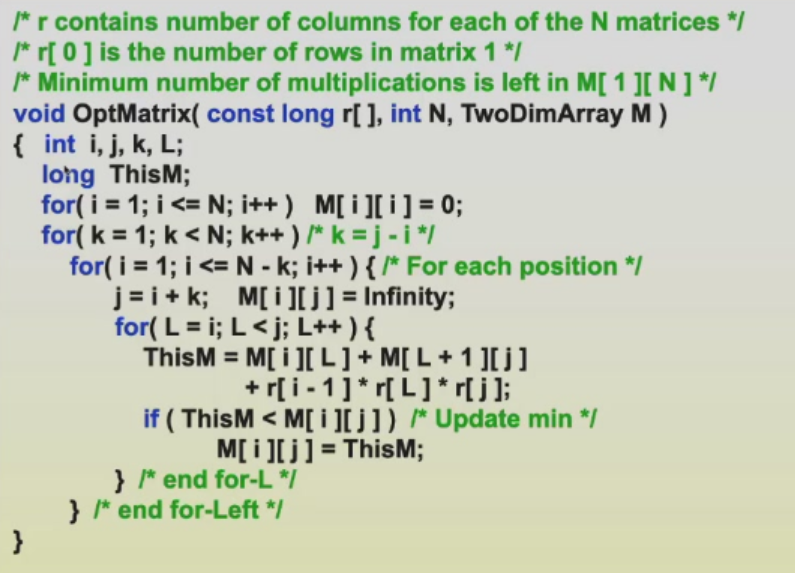 /* r contains number of columns for each of the N matrices */
/* r[ 0 ] is the number of rows in matrix 1 */
/* Minimum number of multiplications is left in M[ 1 ][ N ] */
void OptMatrix( const long r[ ], int N, TwoDimArray M )
{ int i, j, k, L;
long ThisM;
for( i = 1; i <= N; i++ ) M[ i ][ i ] = 0;
for( k = 1; k < N; k++ ) /* k = j - i */
for( i = 1; i <= N - k; i++ ) { /* For each position */
j = i + k; M[ i ][ j ] = Infinity;
for( L = i; L < j; L++ ) {
ThisM = M[ i ][ L ] + M[ L + 1 ][ j ]
+ r[ i - 1 ] * r[ L ] * r[ j ];
if ( ThisM < M[ i ][ j ] ) /* Update min */
M[ i ][ j ] = ThisM;
} /* end for-L */
} /* end for-Left */
}